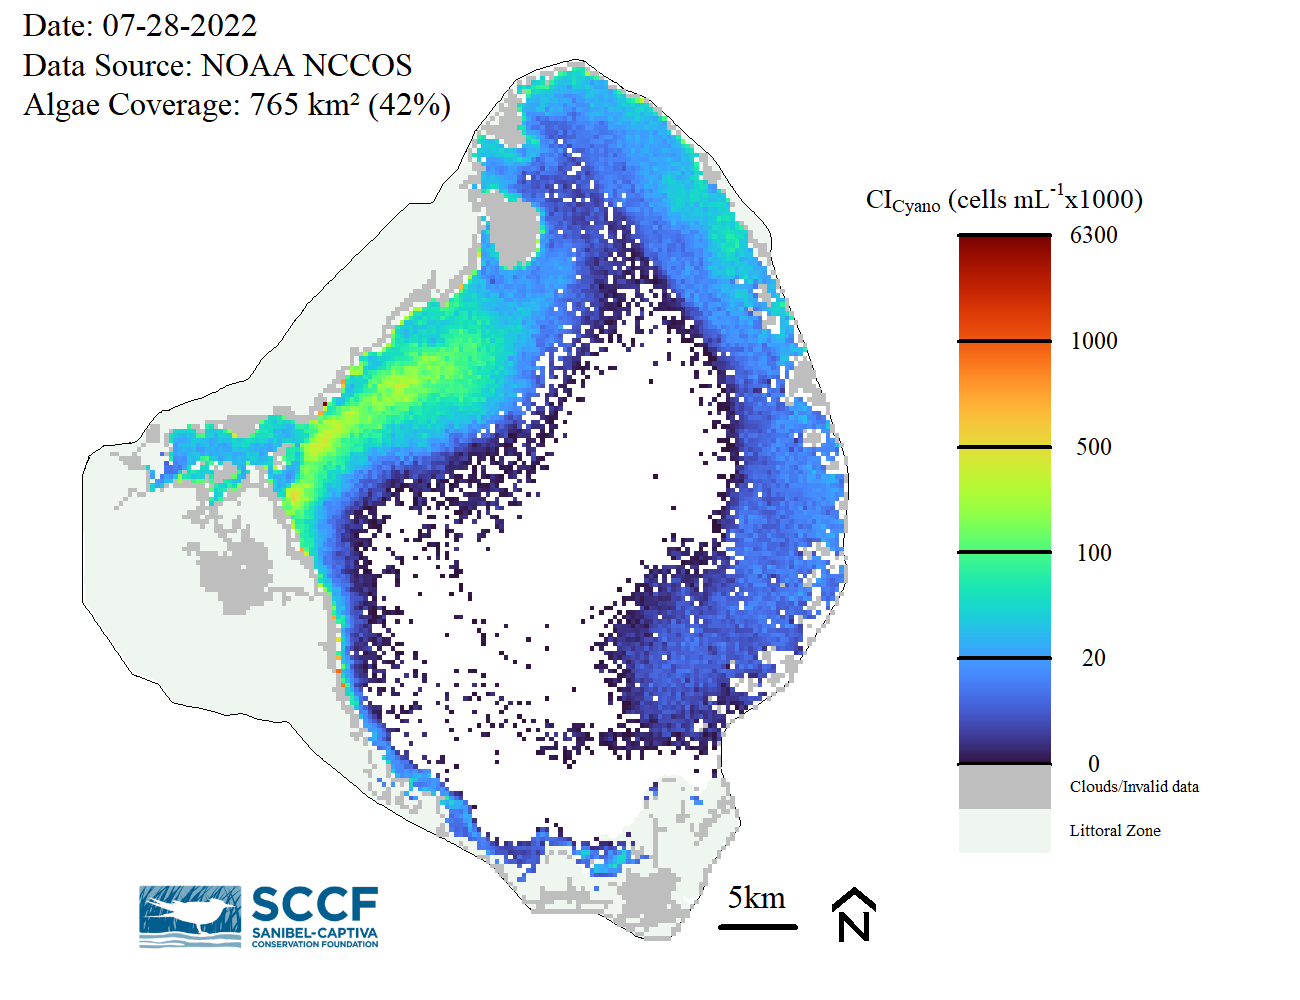 Date: 07-28-2022
Data Source: NOAA NCCOS
Algae Coverage: 765 km² (42%)
CICyano (cells mL-1x1000)
6300
1000
500
100
20
0
Clouds/Invalid data
Littoral Zone
SCCF
SANIBEL-CAPTIVA
CONSERVATION FOUNDATION
5km
N